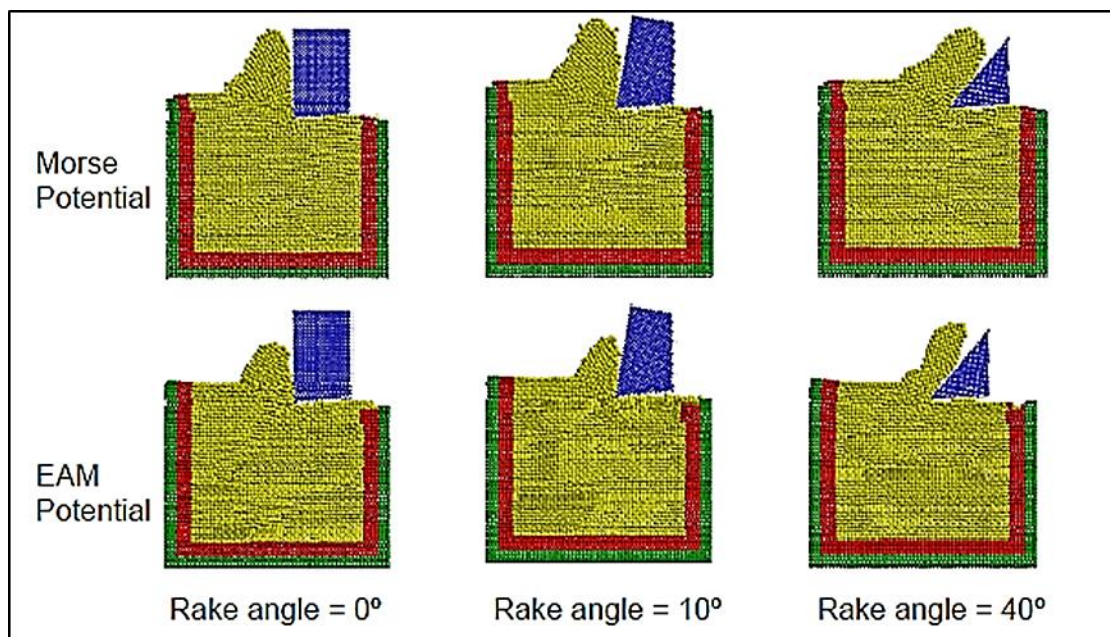 Morse
Potential
EAM
Potential
Rake angle = 0º
Rake angle = 10º
Rake angle = 40º